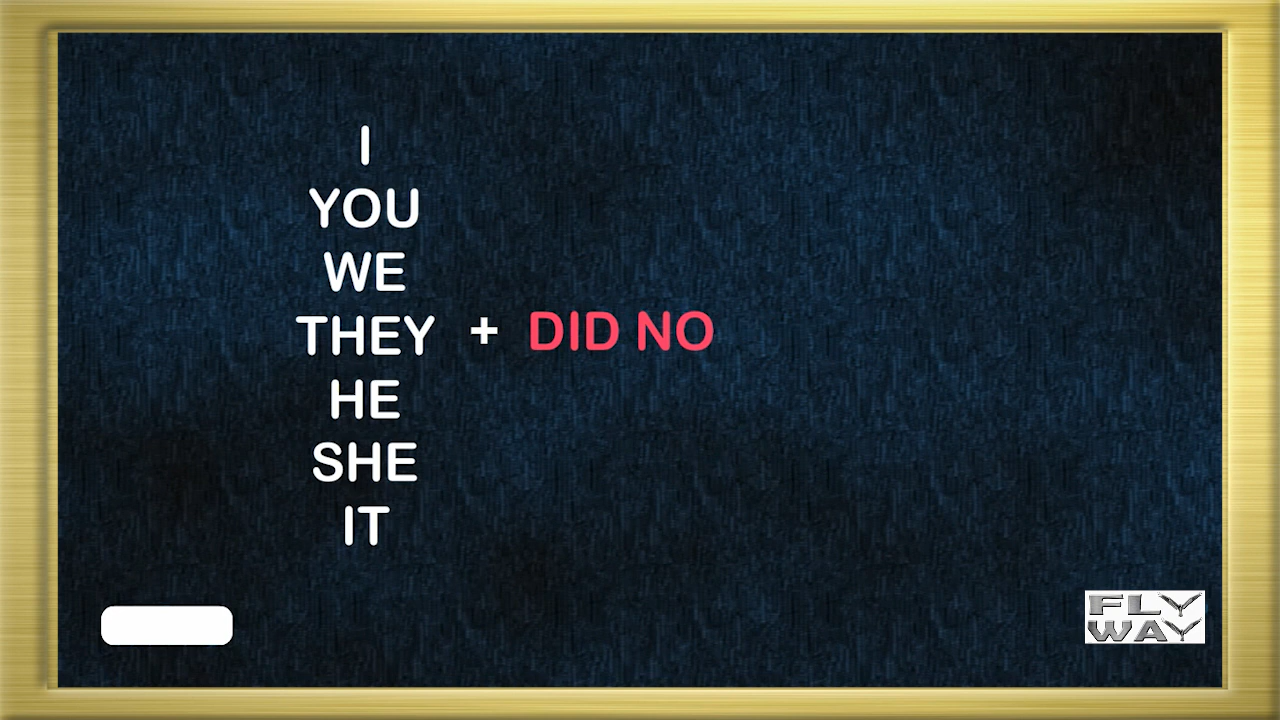 I
YOU
WE
THEY + DID NO
HE
SHE
IT
FLY
WAY